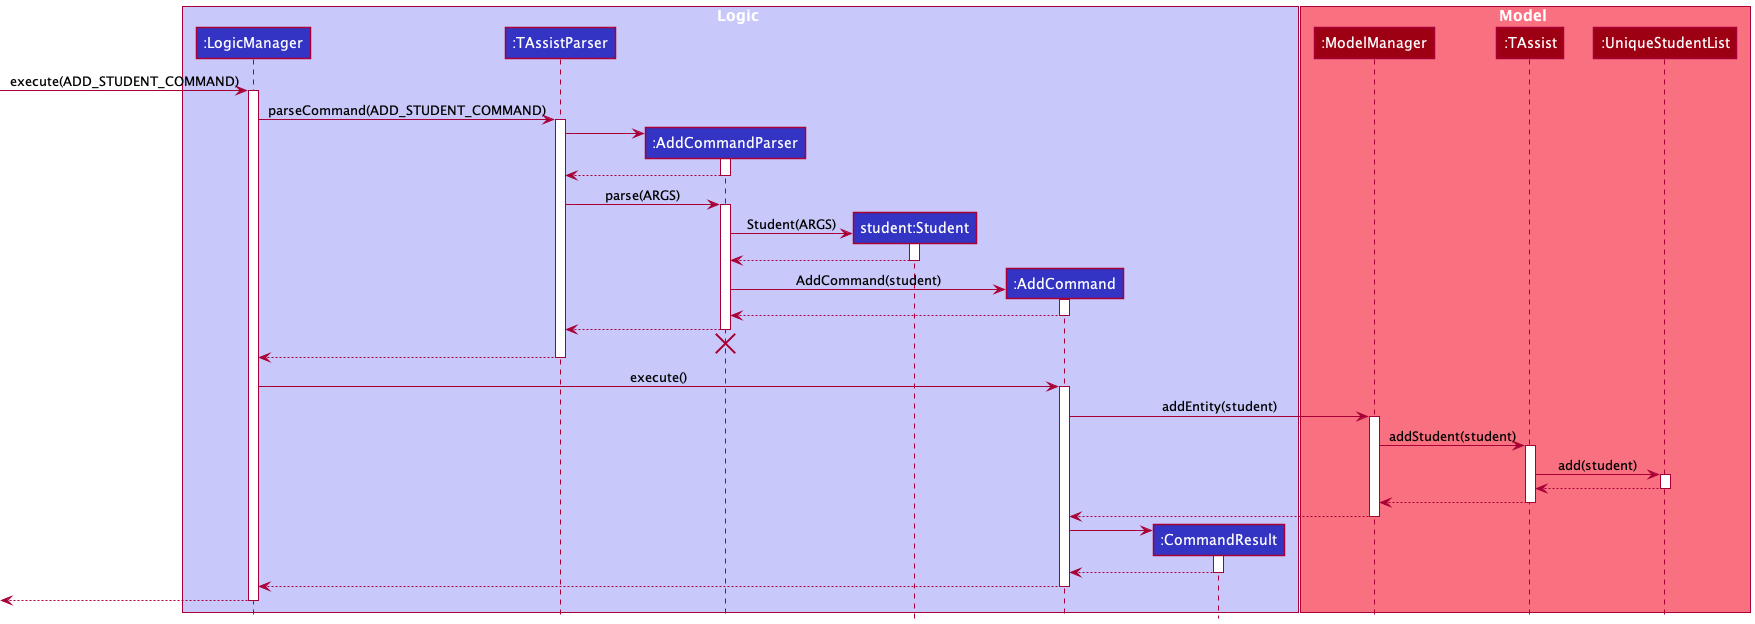 Logic
Model
:LogicManager
:TAssistParser
:ModelManager
:TAssist
:UniqueStudentList
execute(ADD_STUDENT_COMMAND)
parseCommand(ADD_STUDENT_COMMAND)
:AddCommandParser
parse(ARGS)
Student(ARGS)
student:Student
AddCommand(student)
:AddCommand
execute()
addEntity(student)
addStudent(student)
add(student)
:CommandResult